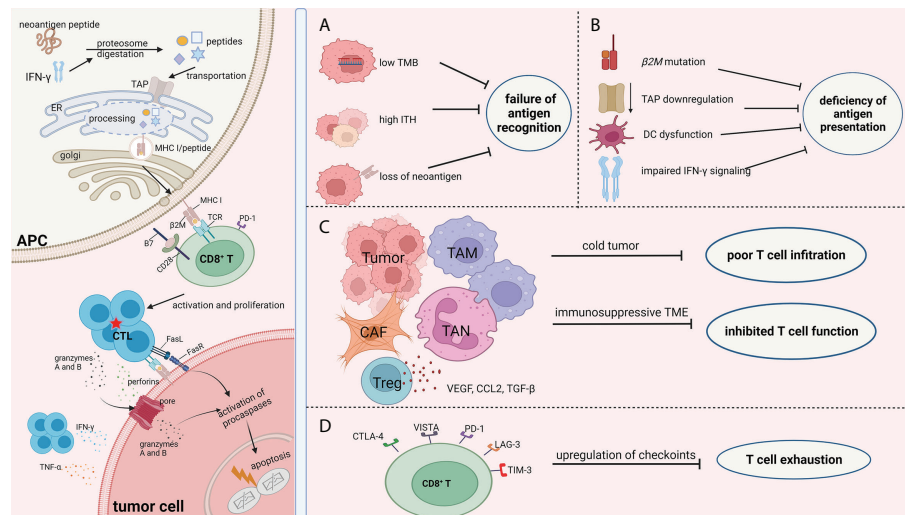 neoantigen peptide
IFN-γ
proteosome
digestation
peptides
transportation
TAP
ER
processing
MHC I/peptide
golgi
MHC I
TCR
PD-1
β2M
B7
CD28
CD8⁺ T
APC
activation and proliferation
CTL
FasL
FasR
granzymes
A and B
perforins
pore
IFN-γ
TNF-α
granzymes
A and B
activation of
procaspases
apoptosis
tumor cell
A
low TMB
high ITH
loss of neoantigen
failure of
antigen
recognition
B
β2M mutation
TAP downregulation
DC dysfunction
impaired IFN-γ signaling
deficiency of
antigen
presentation
C
Tumor
TAM
CAF
TAN
Treg
VEGF, CCL2, TGF-β
cold tumor
poor T cell infitration
immunosuppressive TME
inhibited T cell function
D
CTLA-4
VISTA
PD-1
LAG-3
TIM-3
CD8⁺ T
upregulation of checkpoints
T cell exhaustion